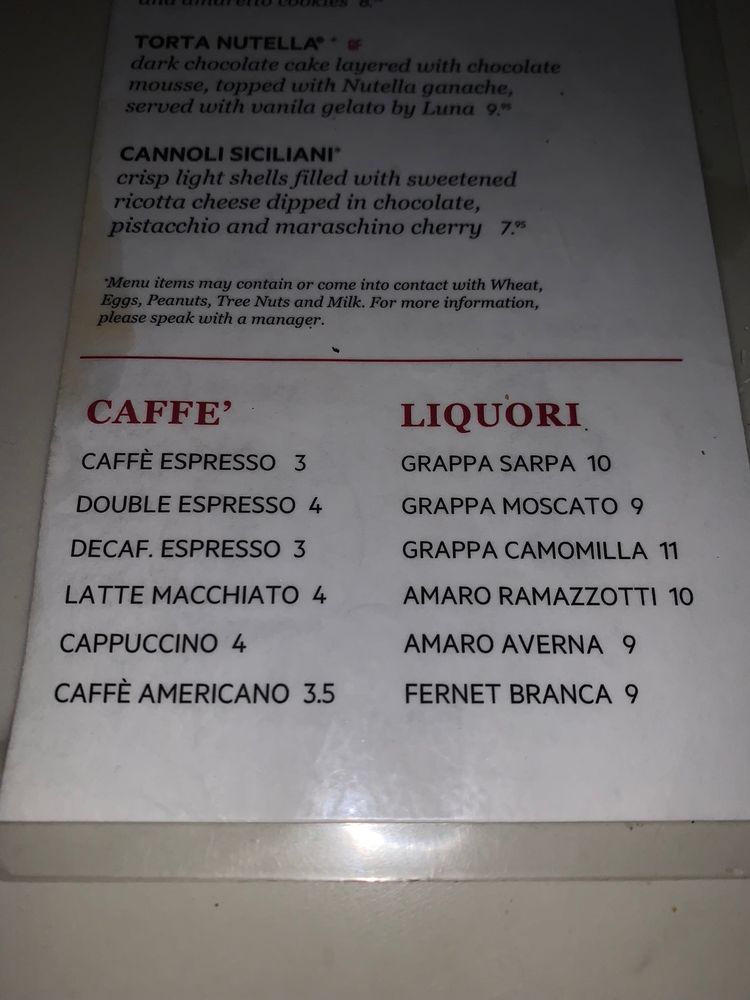 and amaretto cookies 8.
TORTA NUTELLA®* GF
dark chocolate cake layered with chocolate
mousse, topped with Nutella ganache,
served with vanila gelato by Luna 9.95
CANNOLI SICILIANI*
crisp light shells filled with sweetened
ricotta cheese dipped in chocolate,
pistacchio and maraschino cherry 7.95
*Menu items may contain or come into contact with Wheat,
Eggs, Peanuts, Tree Nuts and Milk. For more information,
please speak with a manager.
CAFFE’
CAFFÈ ESPRESSO 3
DOUBLE ESPRESSO 4
DECAF. ESPRESSO 3
LATTE MACCHIATO 4
CAPPUCCINO 4
CAFFÈ AMERICANO 3.5
LIQUORI
GRAPPA SARPA 10
GRAPPA MOSCATO 9
GRAPPA CAMOMILLA 11
AMARO RAMAZZOTTI 10
AMARO AVERNA 9
FERNET BRANCA 9